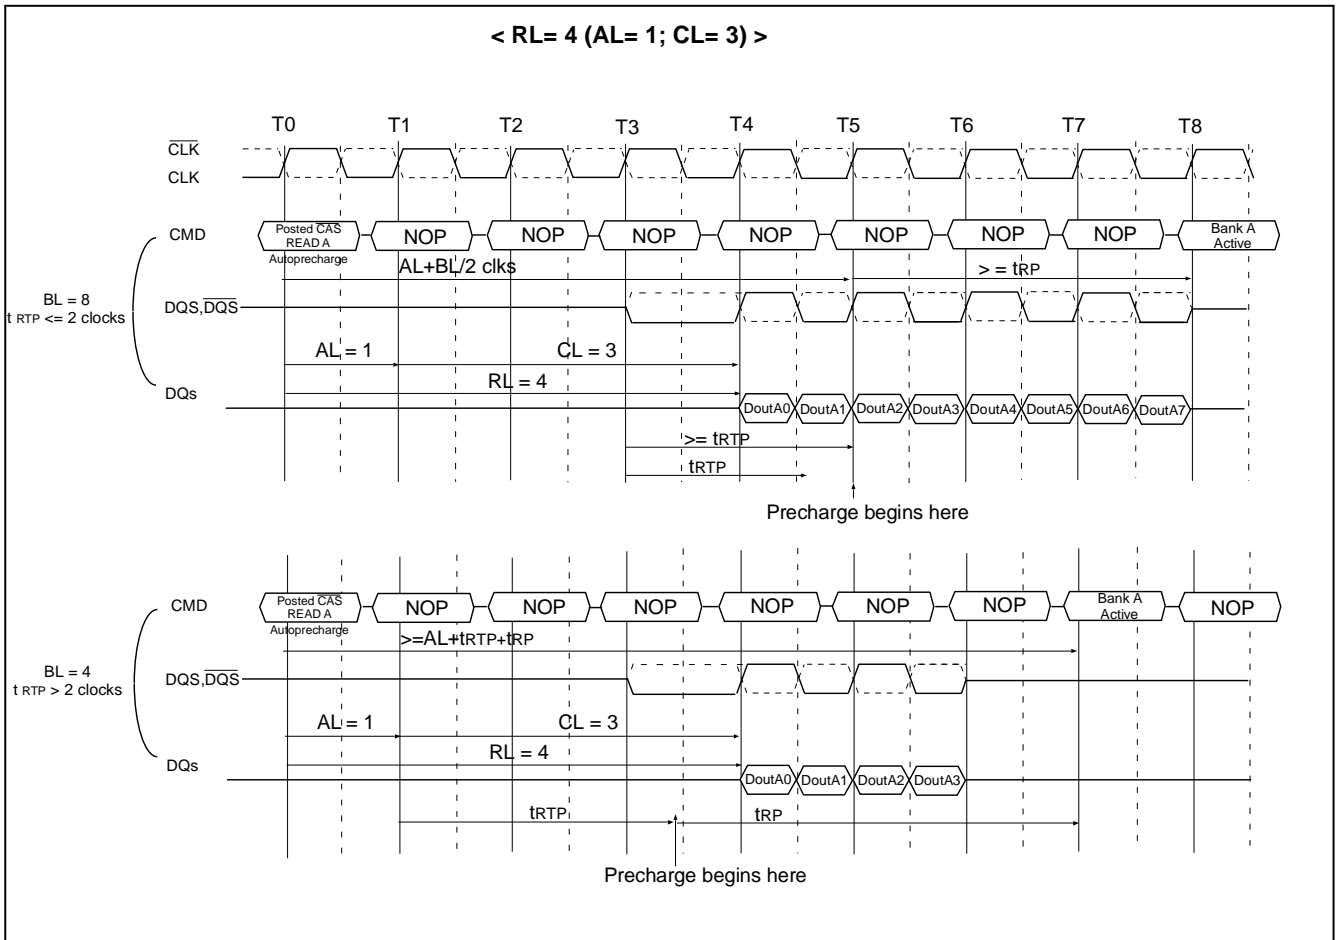 < RL= 4 (AL= 1; CL= 3) >
T0 T1 T2 T3 T4 T5 T6 T7 T8
CLK
CLK
CMD
Posted CAS
READ A
Autoprecharge
NOP NOP NOP NOP NOP NOP NOP
Bank A
Active
AL+BL/2 clks
> = tRP
BL = 8
t RTP <= 2 clocks
DQS,DQS
AL = 1
CL = 3
RL = 4
DQs
DoutA0 DoutA1 DoutA2 DoutA3 DoutA4 DoutA5 DoutA6 DoutA7
>= tRTP
tRTP
Precharge begins here
CMD
Posted CAS
READ A
Autoprecharge
NOP NOP NOP NOP NOP NOP
Bank A
Active
NOP
>=AL+tRTP+tRP
BL = 4
t RTP > 2 clocks
DQS,DQS
AL = 1
CL = 3
RL = 4
DQs
DoutA0 DoutA1 DoutA2 DoutA3
tRTP
tRP
Precharge begins here